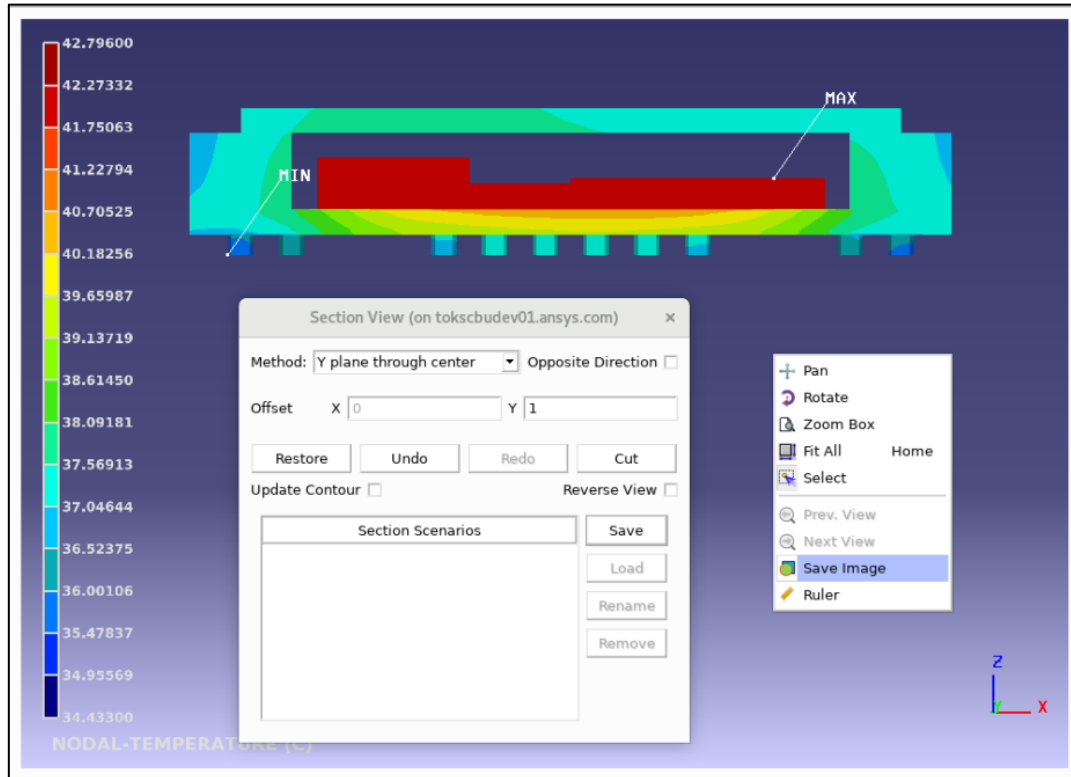 42.79600
42.27332
41.75063
41.22794
40.70525
40.18256
39.65987
39.13719
38.61450
38.09181
37.56913
37.04644
36.52375
36.00106
35.47837
34.95569
34.43300
NODAL-TEMPERATURE (C)
MAX
MIN
Section View (on tokscbudev01.ansys.com) ×
Method: Y plane through center Opposite Direction
Offset X 0 Y 1
Restore Undo Redo Cut
Update Contour Reverse View
Section Scenarios Save
Load
Rename
Remove
Pan
Rotate
Zoom Box
Fit All Home
Select
Prev. View
Next View
Save Image
Ruler
Z
Y X